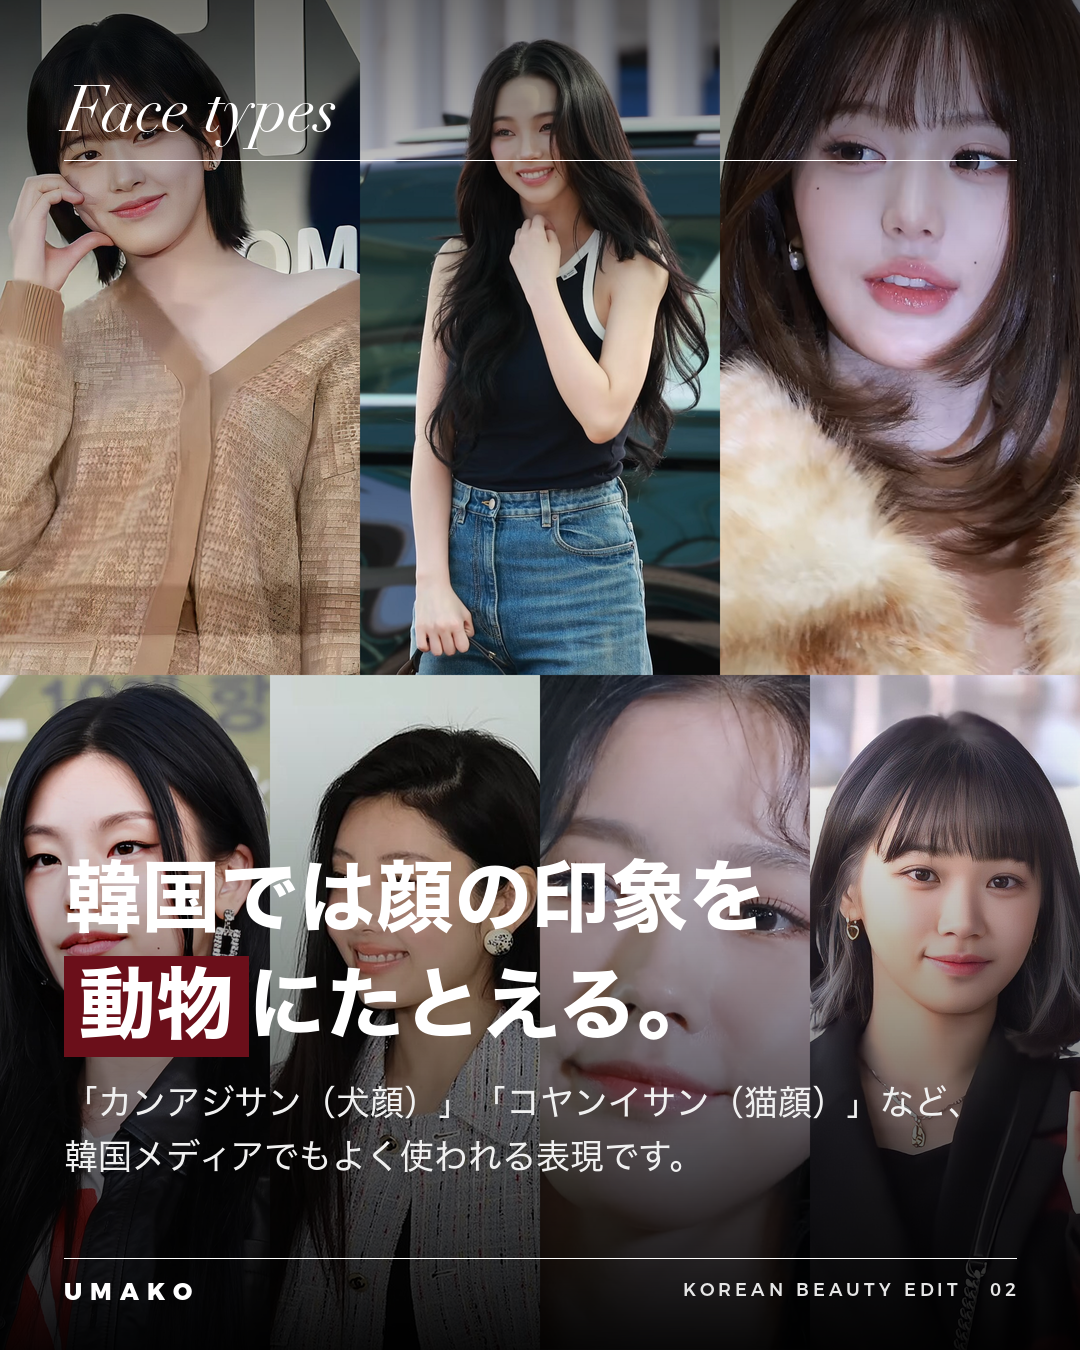 Face types
OM
韓国では顔の印象を
動物にたとえる。
「カンアジサン（犬顔）」「コヤンイサン（猫顔）」など、
韓国メディアでもよく使われる表現です。
UMAKO
KOREAN BEAUTY EDIT 02